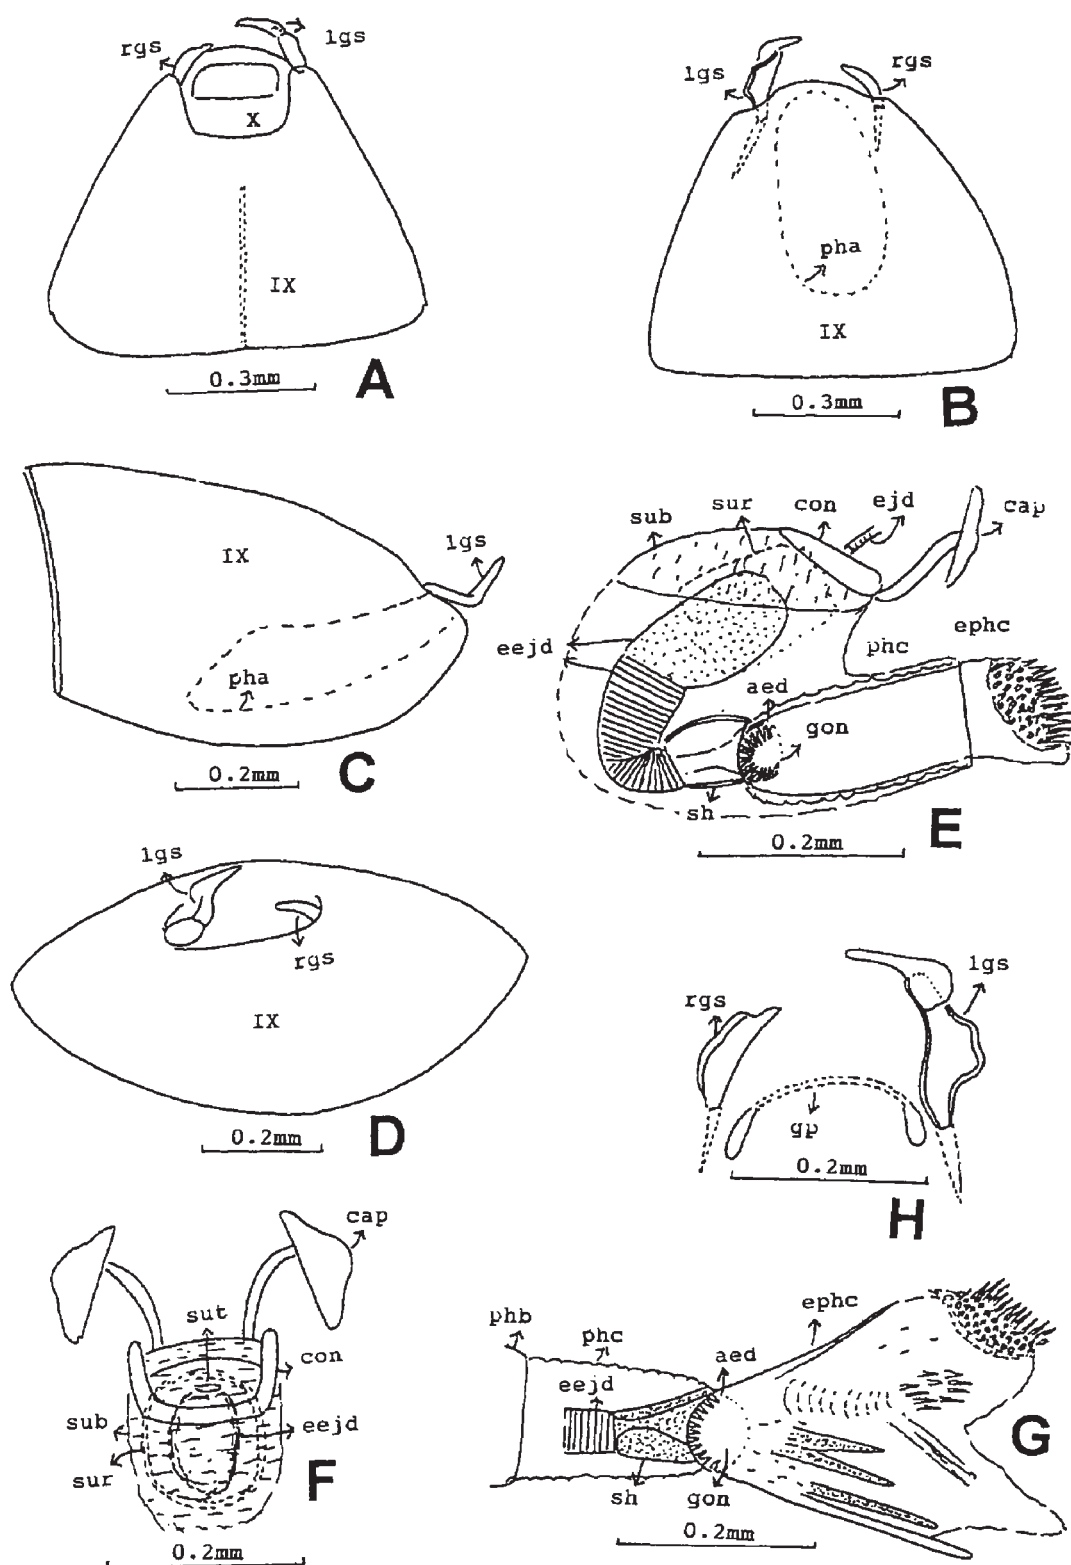 rgs
lgs
X
IX
0.3mm
A
lgs
rgs
pha
IX
0.3mm
B
IX
lgs
pha
0.2mm
C
sub
sur
con
ejd
cap
eejd
phc
ephc
aed
gon
sh
0.2mm
E
lgs
rgs
IX
0.2mm
D
rgs
lgs
gp
0.2mm
H
cap
sut
con
sub
eejd
sur
F
0.2mm
phb
phc
ephc
aed
eejd
sh
gon
G
0.2mm